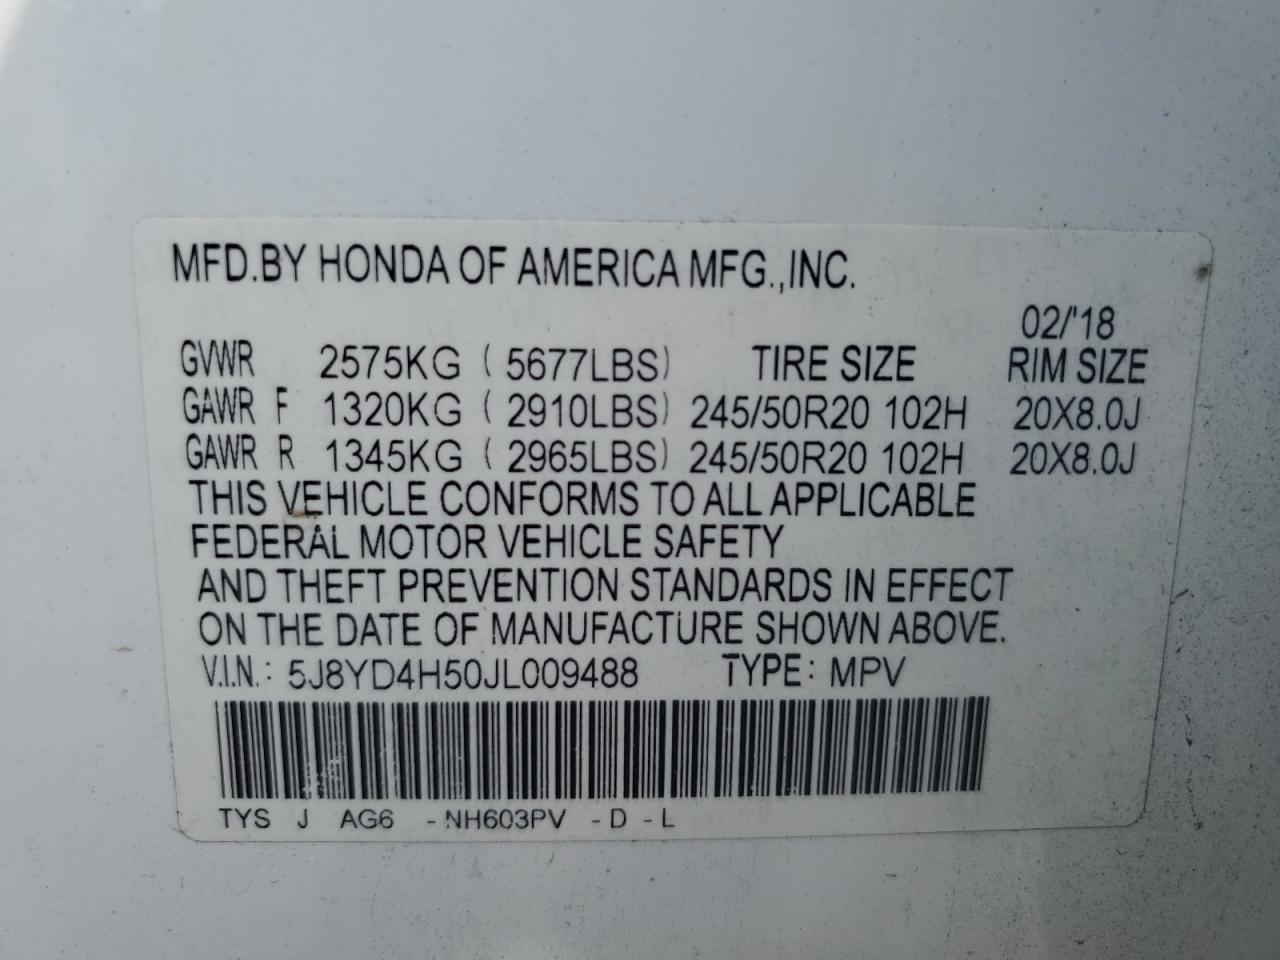 MFD.BY HONDA OF AMERICA MFG.,INC.
02/'18
GVWR 2575KG ( 5677LBS) TIRE SIZE RIM SIZE
GAWR F 1320KG ( 2910LBS) 245/50R20 102H 20X8.0J
GAWR R 1345KG ( 2965LBS) 245/50R20 102H 20X8.0J
THIS VEHICLE CONFORMS TO ALL APPLICABLE
FEDERAL MOTOR VEHICLE SAFETY
AND THEFT PREVENTION STANDARDS IN EFFECT
ON THE DATE OF MANUFACTURE SHOWN ABOVE.
V.I.N.: 5J8YD4H50JL009488 TYPE: MPV
TYS J AG6 -NH603PV -D -L